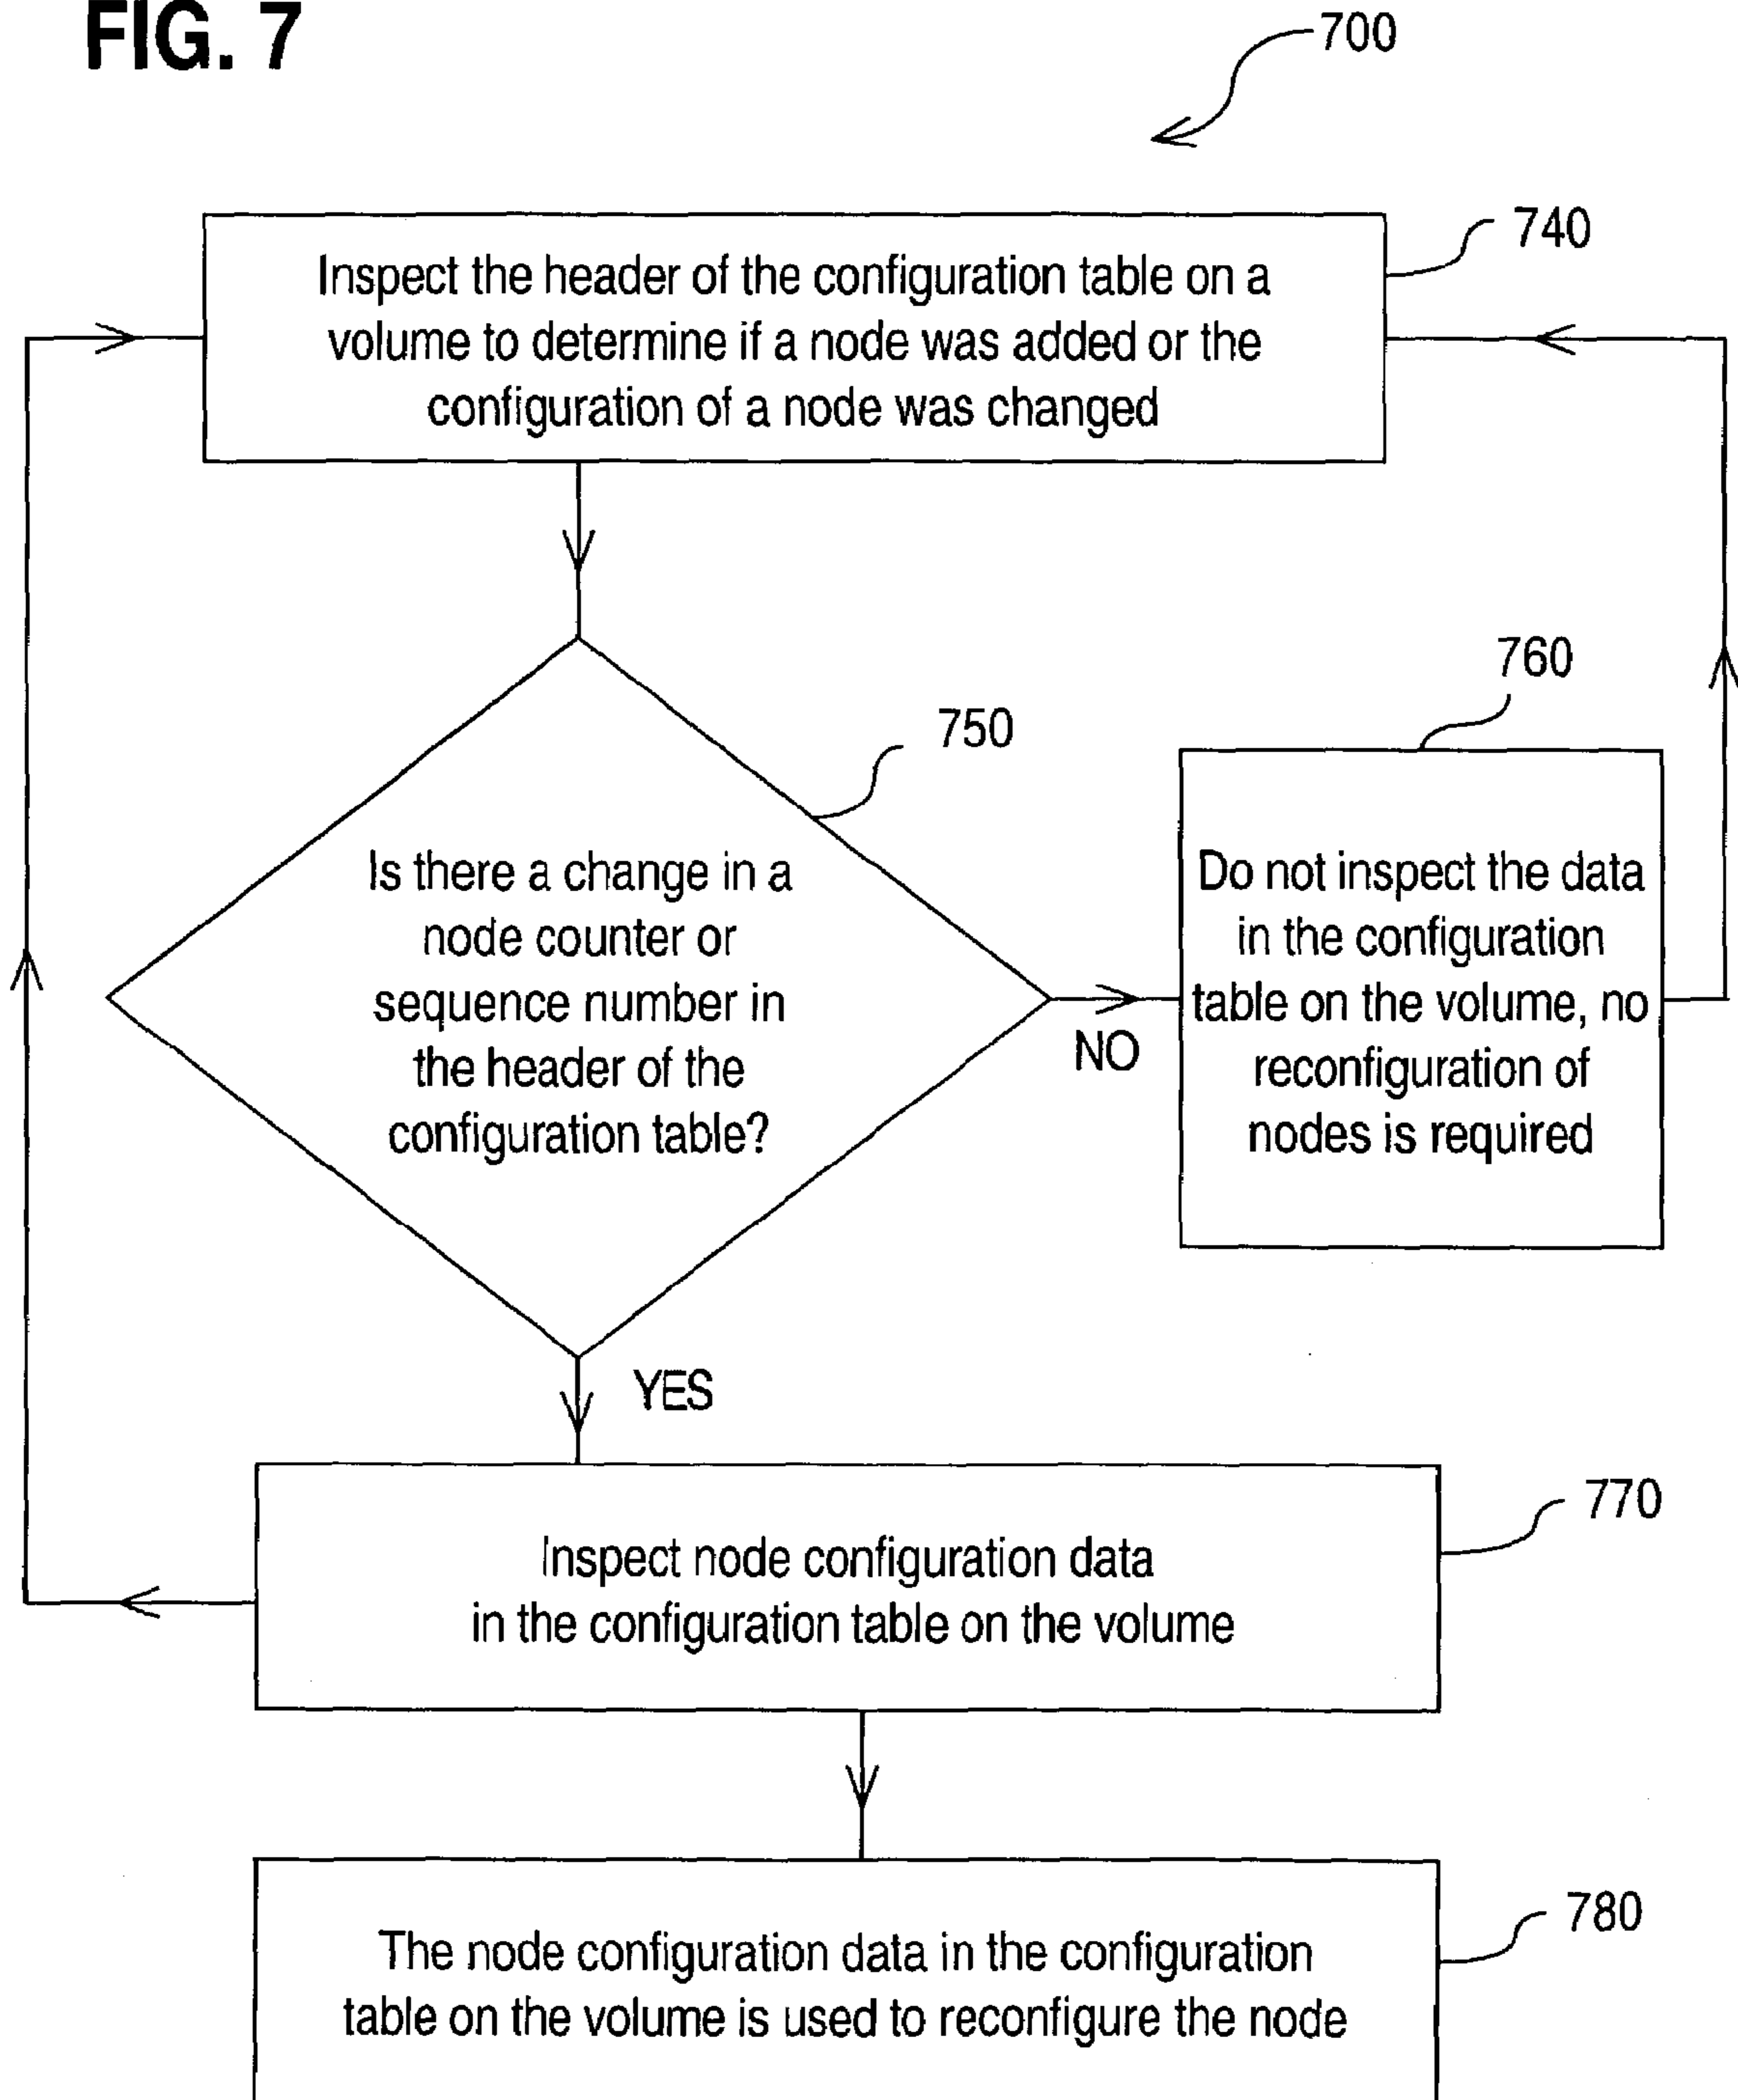 FIG. 7
700
740
Inspect the header of the configuration table on a
volume to determine if a node was added or the
configuration of a node was changed
750
Is there a change in a
node counter or
sequence number in
the header of the
configuration table?
NO
760
Do not inspect the data
in the configuration
table on the volume, no
reconfiguration of
nodes is required
YES
770
Inspect node configuration data
in the configuration table on the volume
780
The node configuration data in the configuration
table on the volume is used to reconfigure the node